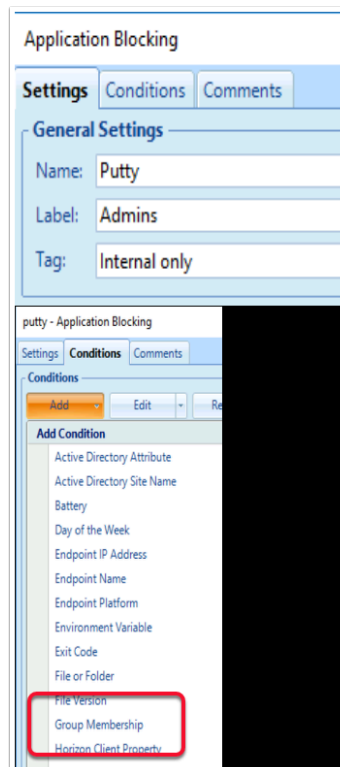 Application Blocking
Settings Conditions Comments
General Settings
Name: Putty
Label: Admins
Tag: Internal only
putty - Application Blocking
Settings Conditions Comments
Conditions
Add Edit Re
Add Condition
Active Directory Attribute
Active Directory Site Name
Battery
Day of the Week
Endpoint IP Address
Endpoint Name
Endpoint Platform
Environment Variable
Exit Code
File or Folder
File Version
Group Membership
Horizon Client Property